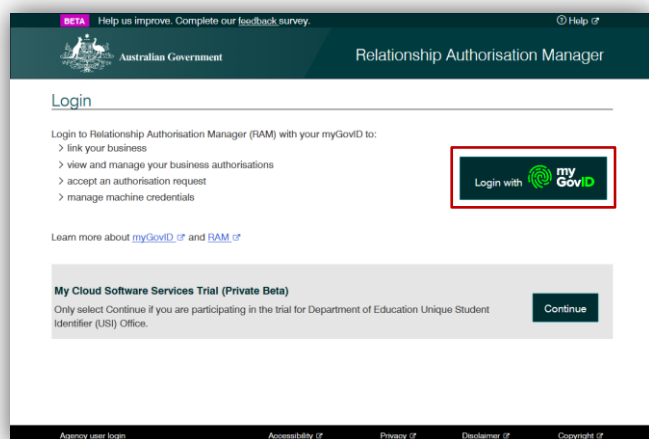 BETA Help us improve. Complete our feedback survey. Help
Australian Government Relationship Authorisation Manager
Login
Login to Relationship Authorisation Manager (RAM) with your myGovID to:
> link your business
> view and manage your business authorisations
> accept an authorisation request
> manage machine credentials
Login with my GovID
Learn more about myGovID and RAM
My Cloud Software Services Trial (Private Beta)
Only select Continue if you are participating in the trial for Department of Education Unique Student
Identifier (USI) Office.
Continue
Agency user login Accessibility Privacy Disclaimer Copyright